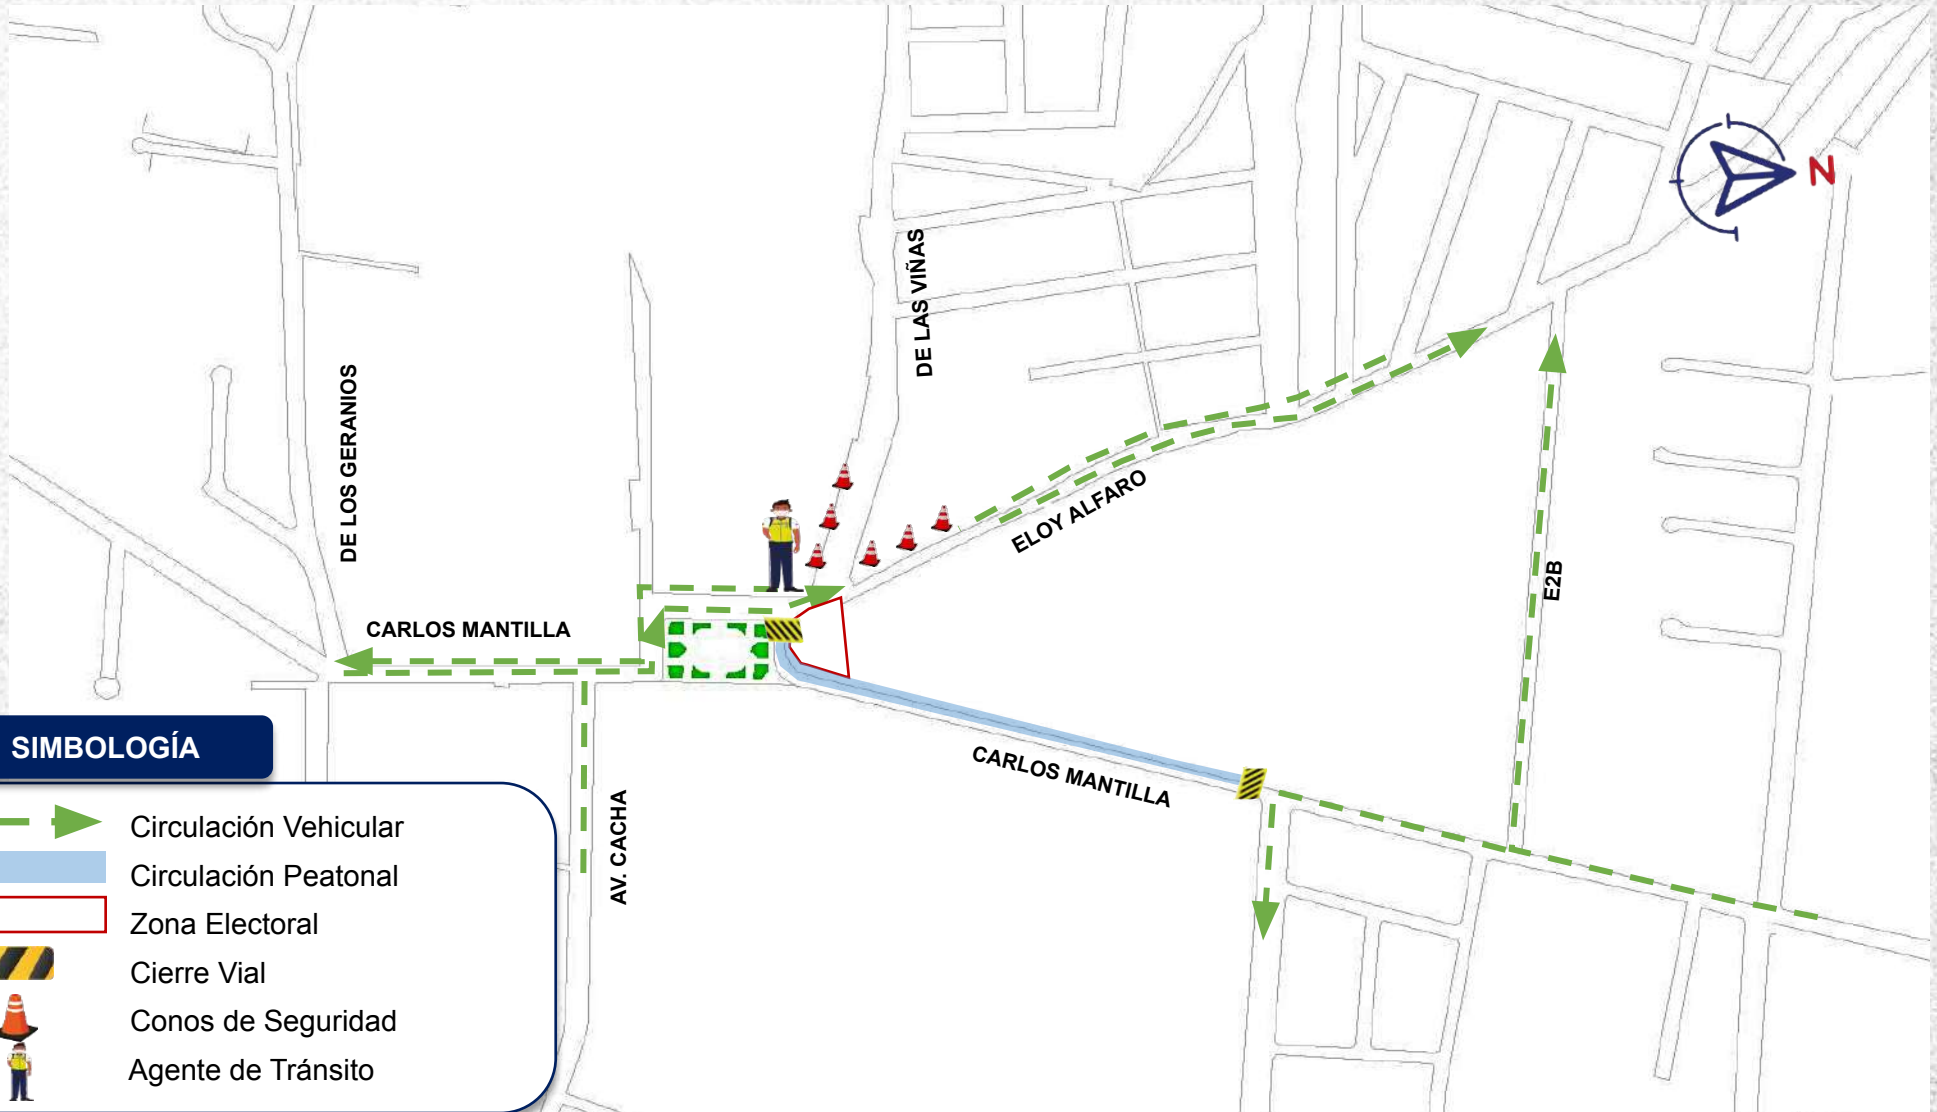 N
DE LAS VIÑAS
DE LOS GERANIOS
ELOY ALFARO
E2B
CARLOS MANTILLA
CARLOS MANTILLA
AV. CACHA
SIMBOLOGÍA
Circulación Vehicular
Circulación Peatonal
Zona Electoral
Cierre Vial
Conos de Seguridad
Agente de Tránsito